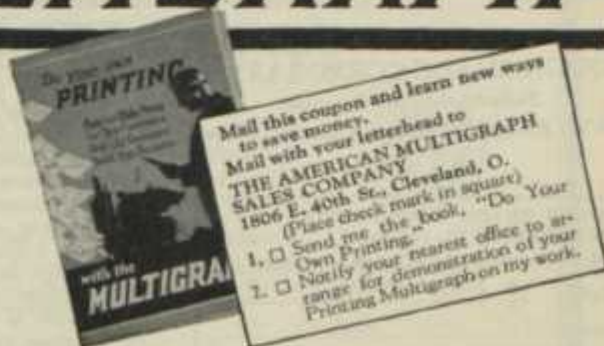 Do Your Own
PRINTING
with the
MULTIGRA
Mail this coupon and learn new ways
to save money.
Mail with your letterhead to
THE AMERICAN MULTIGRAPH
SALES COMPANY
1806 E. 40th St., Cleveland, O.
(Place check mark in square)
1. □ Send me the book, "Do Your
Own Printing."
2. □ Notify your nearest office to ar-
range for demonstration of your
Printing Multigraph on my work.